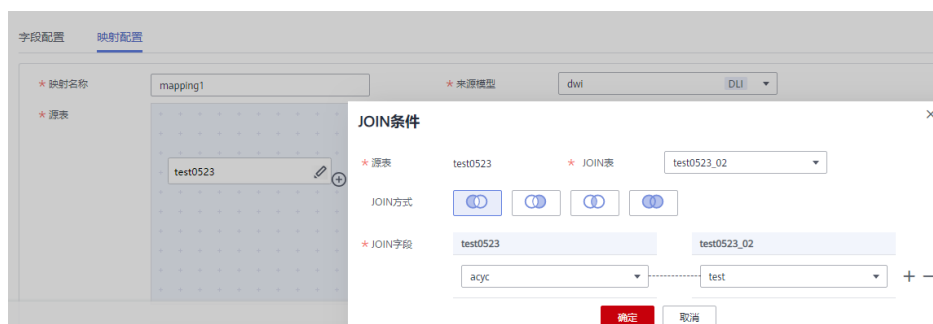 字段配置 映射配置
* 映射名称 mapping1 * 来源模型 dwi DLI
* 源表
test0523
JOIN条件
* 源表 test0523 * JOIN表 test0523_02
JOIN方式
* JOIN字段 test0523 test0523_02
acyc test
确定 取消